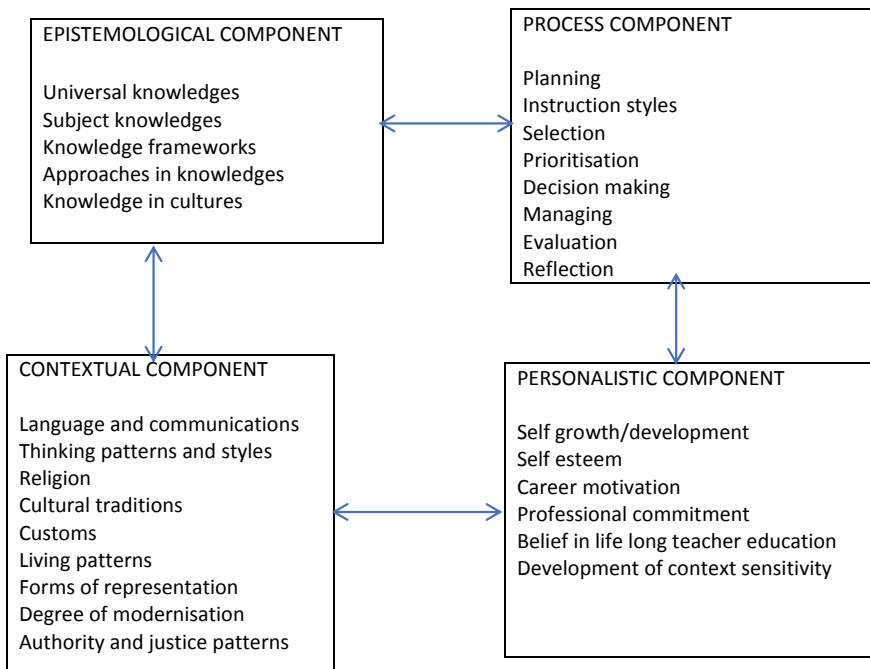 EPISTEMOLOGICAL COMPONENT
Universal knowledges
Subject knowledges
Knowledge frameworks
Approaches in knowledges
Knowledge in cultures
PROCESS COMPONENT
Planning
Instruction styles
Selection
Prioritisation
Decision making
Managing
Evaluation
Reflection
CONTEXTUAL COMPONENT
Language and communications
Thinking patterns and styles
Religion
Cultural traditions
Customs
Living patterns
Forms of representation
Degree of modernisation
Authority and justice patterns
PERSONALISTIC COMPONENT
Self growth/development
Self esteem
Career motivation
Professional commitment
Belief in life long teacher education
Development of context sensitivity